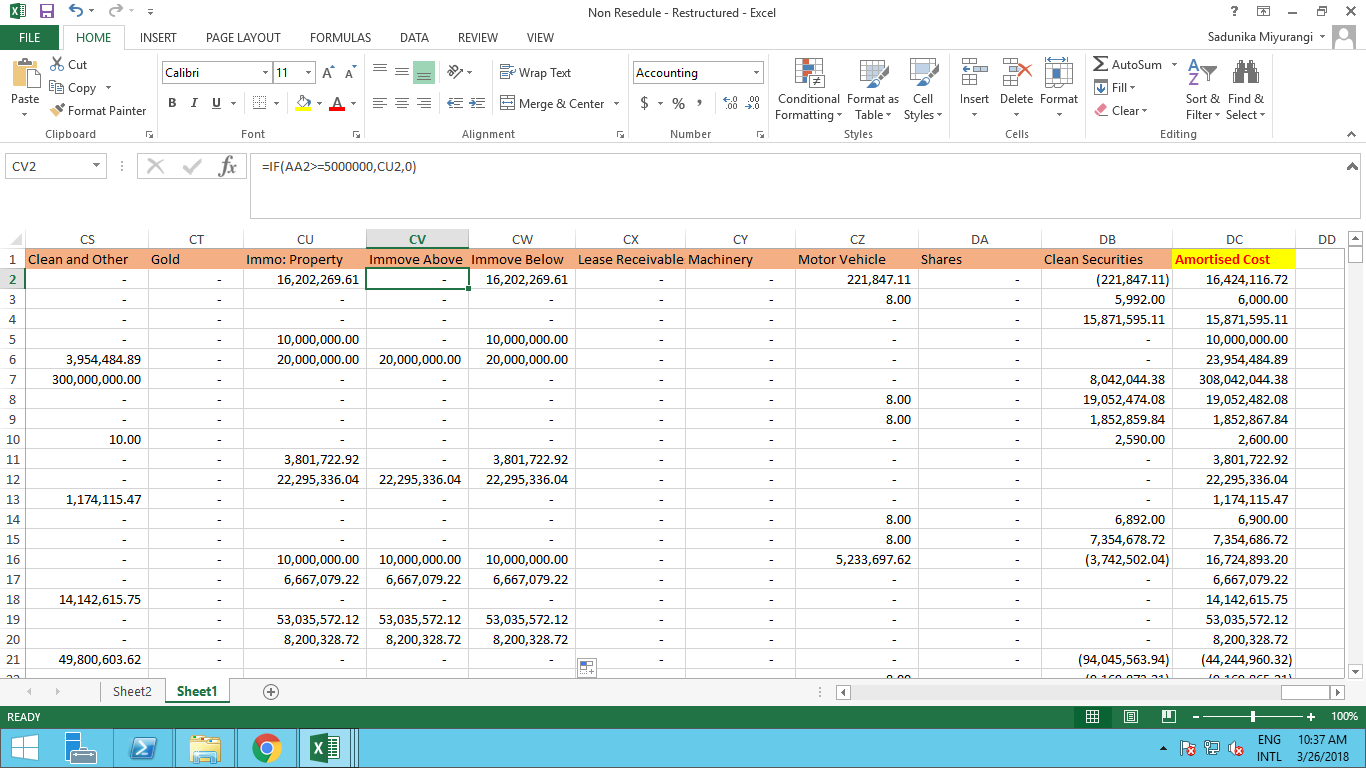 Non Resedule - Restructured - Excel
?
FILE HOME INSERT PAGE LAYOUT FORMULAS DATA REVIEW VIEW Sadunika Miyurangi
Paste
Cut
Copy
Format Painter
Clipboard
Calibri 11
B I U
Font
Wrap Text
Merge & Center
Alignment
Accounting
$ % ,
Number
Conditional Formatting
Format as Table
Cell Styles
Styles
Insert Delete Format
Cells
AutoSum
Fill
Clear
Sort & Filter
Find & Select
Editing
CV2 fx =IF(AA2>=5000000,CU2,0)
CS CT CU CV CW CX CY CZ DA DB DC DD
1 Clean and Other Gold Immo: Property Immove Above Immove Below Lease Receivable Machinery Motor Vehicle Shares Clean Securities Amortised Cost
2 - - 16,202,269.61 - 16,202,269.61 - - 221,847.11 - (221,847.11) 16,424,116.72
3 - - - - - - - 8.00 - 5,992.00 6,000.00
4 - - - - - - - - - 15,871,595.11 15,871,595.11
5 - - 10,000,000.00 - 10,000,000.00 - - - - - 10,000,000.00
6 3,954,484.89 - 20,000,000.00 20,000,000.00 20,000,000.00 - - - - - 23,954,484.89
7 300,000,000.00 - - - - - - - - 8,042,044.38 308,042,044.38
8 - - - - - - - 8.00 - 19,052,474.08 19,052,482.08
9 - - - - - - - 8.00 - 1,852,859.84 1,852,867.84
10 10.00 - - - - - - - - 2,590.00 2,600.00
11 - - 3,801,722.92 - 3,801,722.92 - - - - - 3,801,722.92
12 - - 22,295,336.04 22,295,336.04 22,295,336.04 - - - - - 22,295,336.04
13 1,174,115.47 - - - - - - - - - 1,174,115.47
14 - - - - - - - 8.00 - 6,892.00 6,900.00
15 - - - - - - - 8.00 - 7,354,678.72 7,354,686.72
16 - - 10,000,000.00 10,000,000.00 10,000,000.00 - - 5,233,697.62 - (3,742,502.04) 16,724,893.20
17 - - 6,667,079.22 6,667,079.22 6,667,079.22 - - - - - 6,667,079.22
18 14,142,615.75 - - - - - - - - - 14,142,615.75
19 - - 53,035,572.12 53,035,572.12 53,035,572.12 - - - - - 53,035,572.12
20 - - 8,200,328.72 8,200,328.72 8,200,328.72 - - - - - 8,200,328.72
21 49,800,603.62 - - - - - - - - (94,045,563.94) (44,244,960.32)
Sheet2 Sheet1
READY 100%
ENG 10:37 AM
INTL 3/26/2018